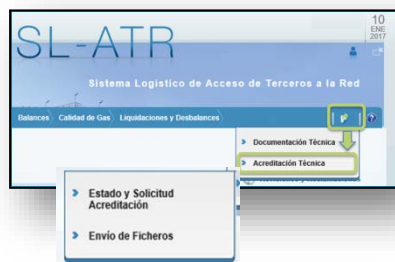 SL-ATR
10
ENE
2017
Sistema Logístico de Acceso de Terceros a la Red
Balances Calidad de Gas Liquidaciones y Desbalances
Documentación Técnica
Acreditación Técnica
Estado y Solicitud
Acreditación
Envío de Ficheros